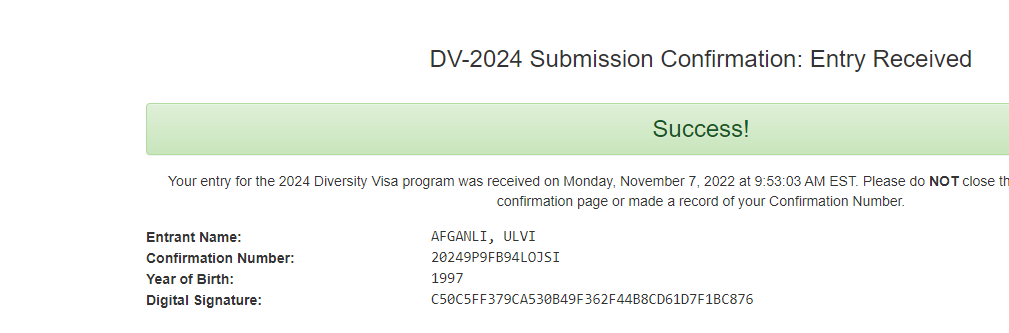 DV-2024 Submission Confirmation: Entry Received
Success!
Your entry for the 2024 Diversity Visa program was received on Monday, November 7, 2022 at 9:53:03 AM EST. Please do NOT close th
confirmation page or made a record of your Confirmation Number.
Entrant Name: AFGANLI, ULVI
Confirmation Number: 20249P9FB94LOJSI
Year of Birth: 1997
Digital Signature: C50C5FF379CA530B49F362F44B8CD61D7F1BC876